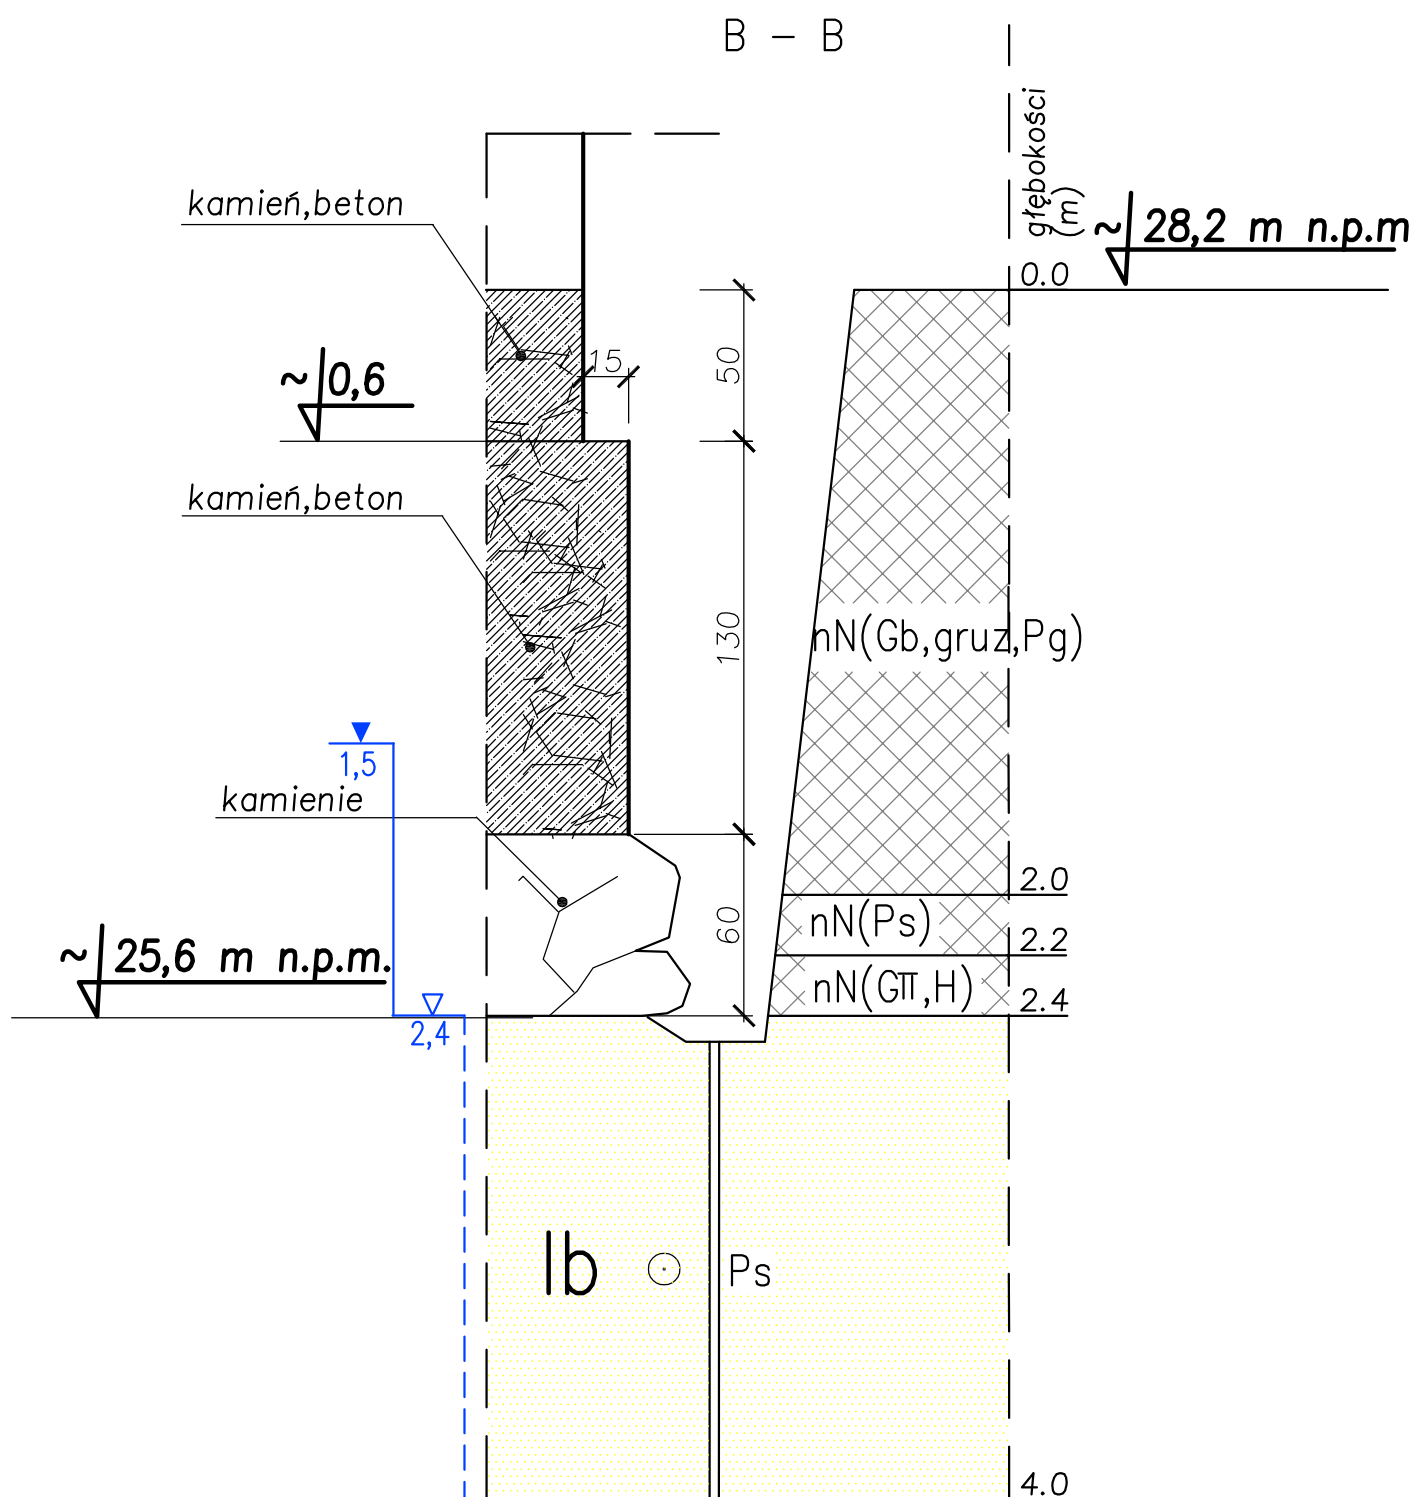 B - B
głębokości
(m)
kamień,beton
~28,2 m n.p.m
0.0
15
50
~0,6
kamień,beton
130
nN(Gb,gruz,Pg)
1,5
kamienie
2.0
60
nN(Ps)
2.2
~25,6 m n.p.m.
nN(Gπ,H)
2.4
2,4
Ib
Ps
4.0